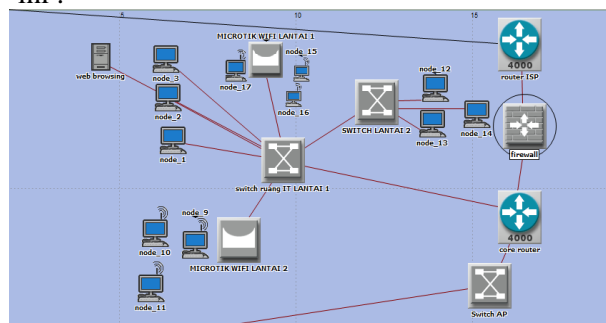 5
10
15
MICROTIK WIFI LANTAI 1
node_15
web browsing
node_3
node_17
node_12
4000
router ISP
node_2
node_16
SWITCH LANTAI 2
node_13
node_14
node_1
firewall
switch ruang IT LANTAI 1
node_9
node_10
4000
core router
MICROTIK WIFI LANTAI 2
node_11
Switch AP